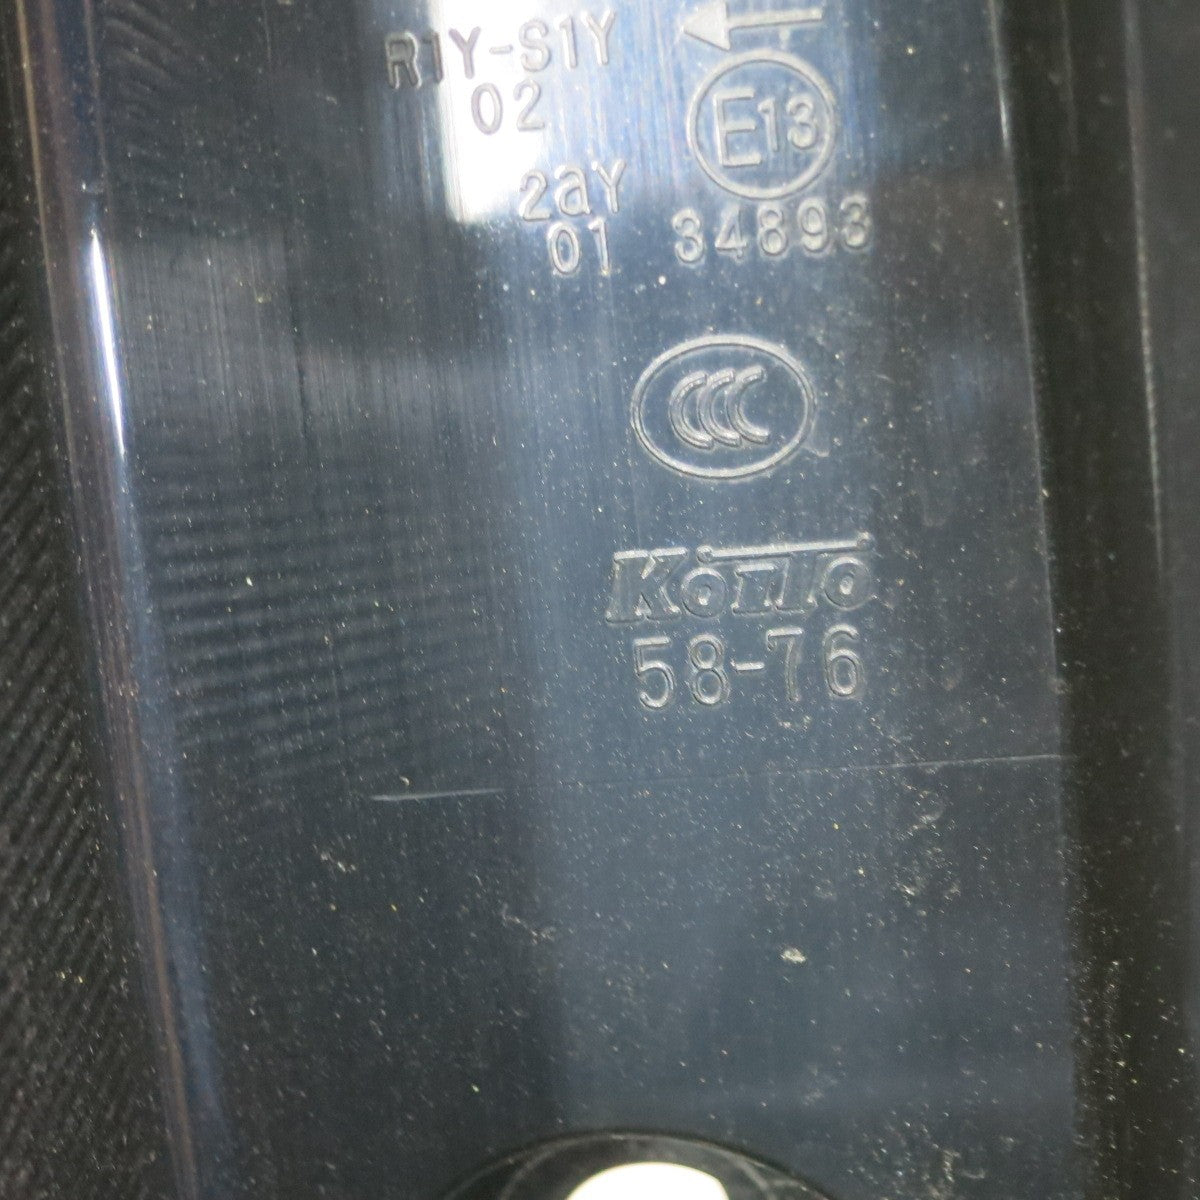 R1Y-S1Y
02
E13
2aY
01 34893
CCC
KOITO
58-76